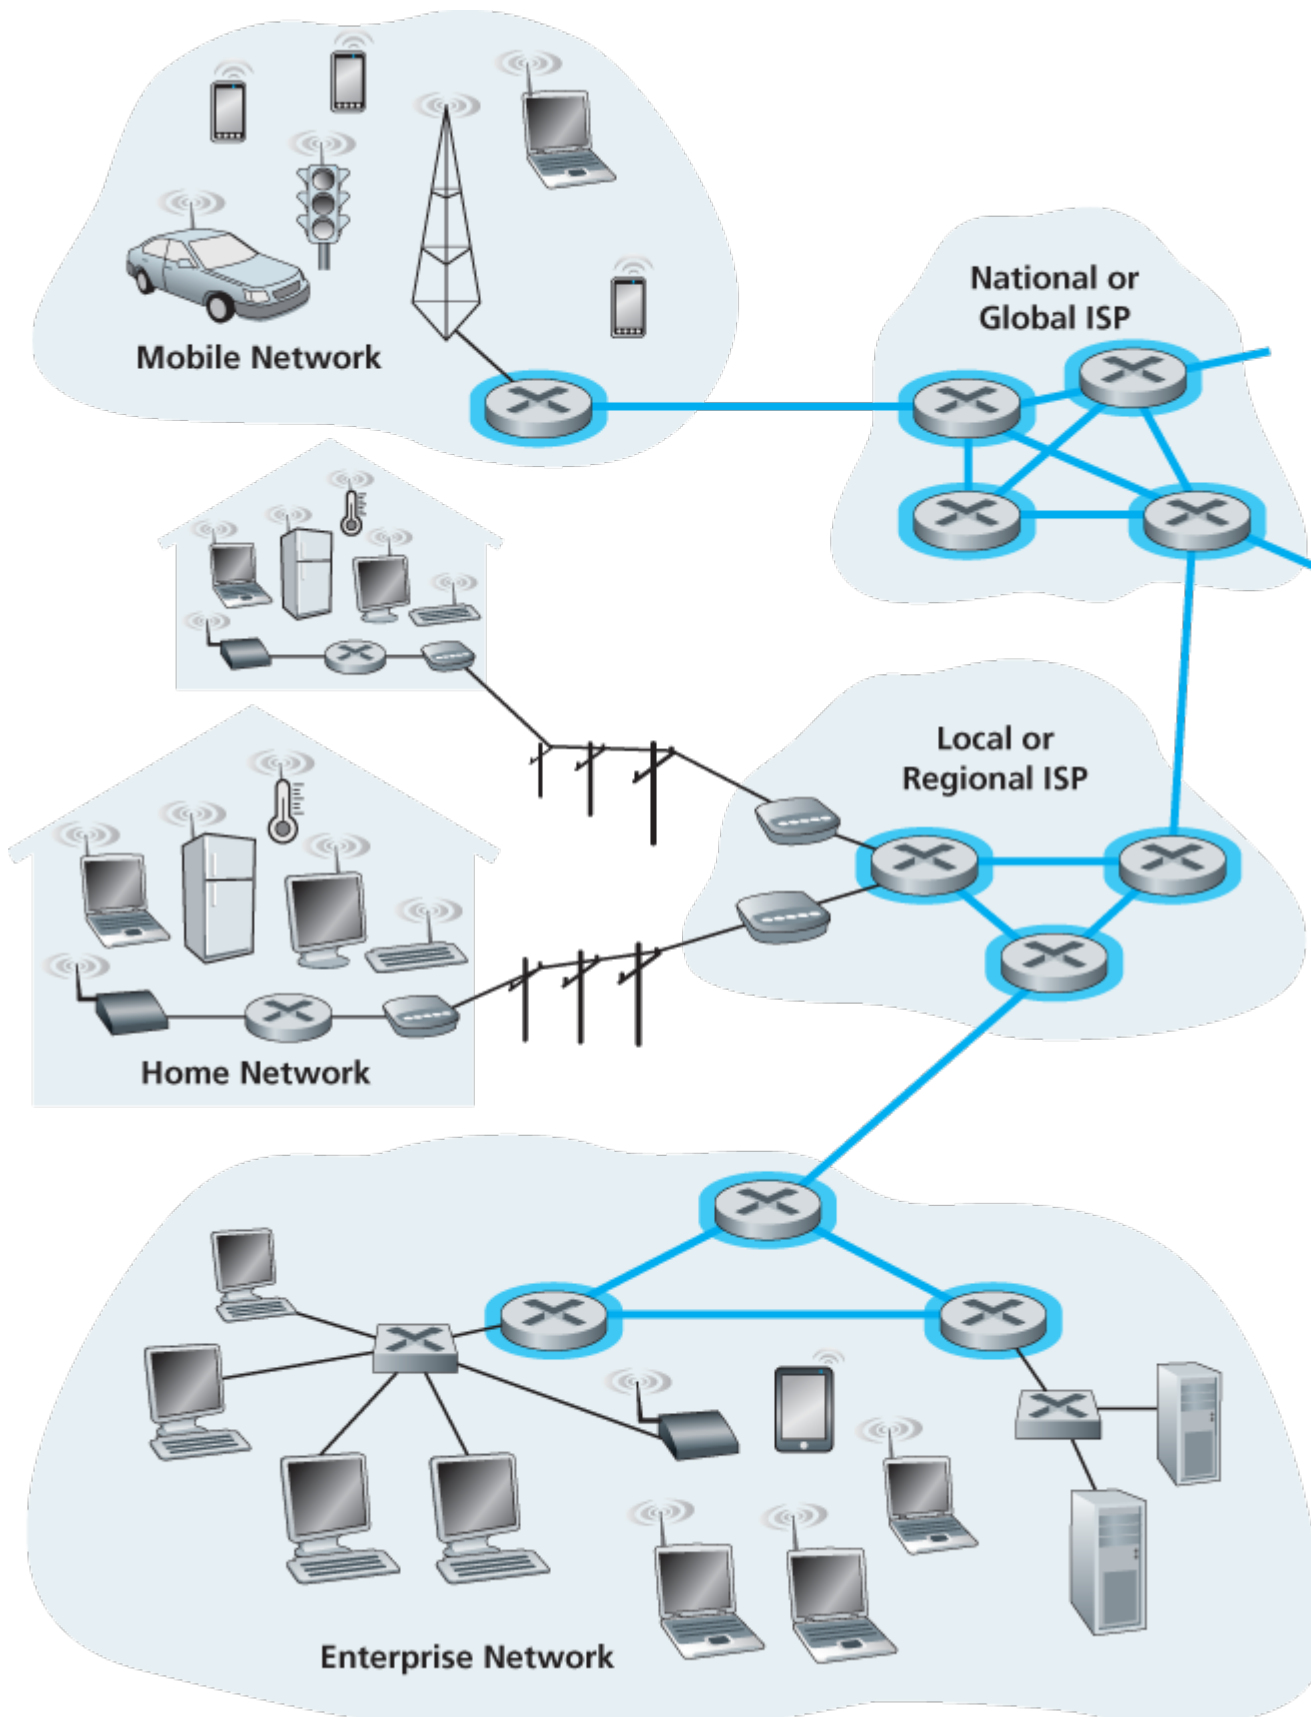 National or
Global ISP
Mobile Network
Local or
Regional ISP
Home Network
Enterprise Network